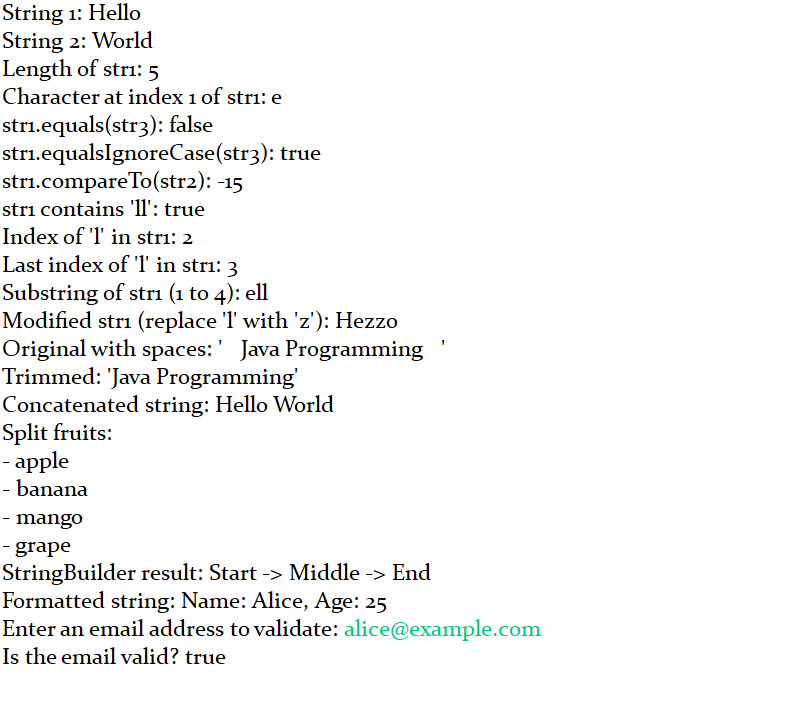 String 1: Hello
String 2: World
Length of str1: 5
Character at index 1 of str1: e
str1.equals(str3): false
str1.equalsIgnoreCase(str3): true
str1.compareTo(str2): -15
str1 contains 'll': true
Index of 'l' in str1: 2
Last index of 'l' in str1: 3
Substring of str1 (1 to 4): ell
Modified str1 (replace 'l' with 'z'): Hezzo
Original with spaces: '   Java Programming   '
Trimmed: 'Java Programming'
Concatenated string: Hello World
Split fruits:
- apple
- banana
- mango
- grape
StringBuilder result: Start -> Middle -> End
Formatted string: Name: Alice, Age: 25
Enter an email address to validate: alice@example.com
Is the email valid? true